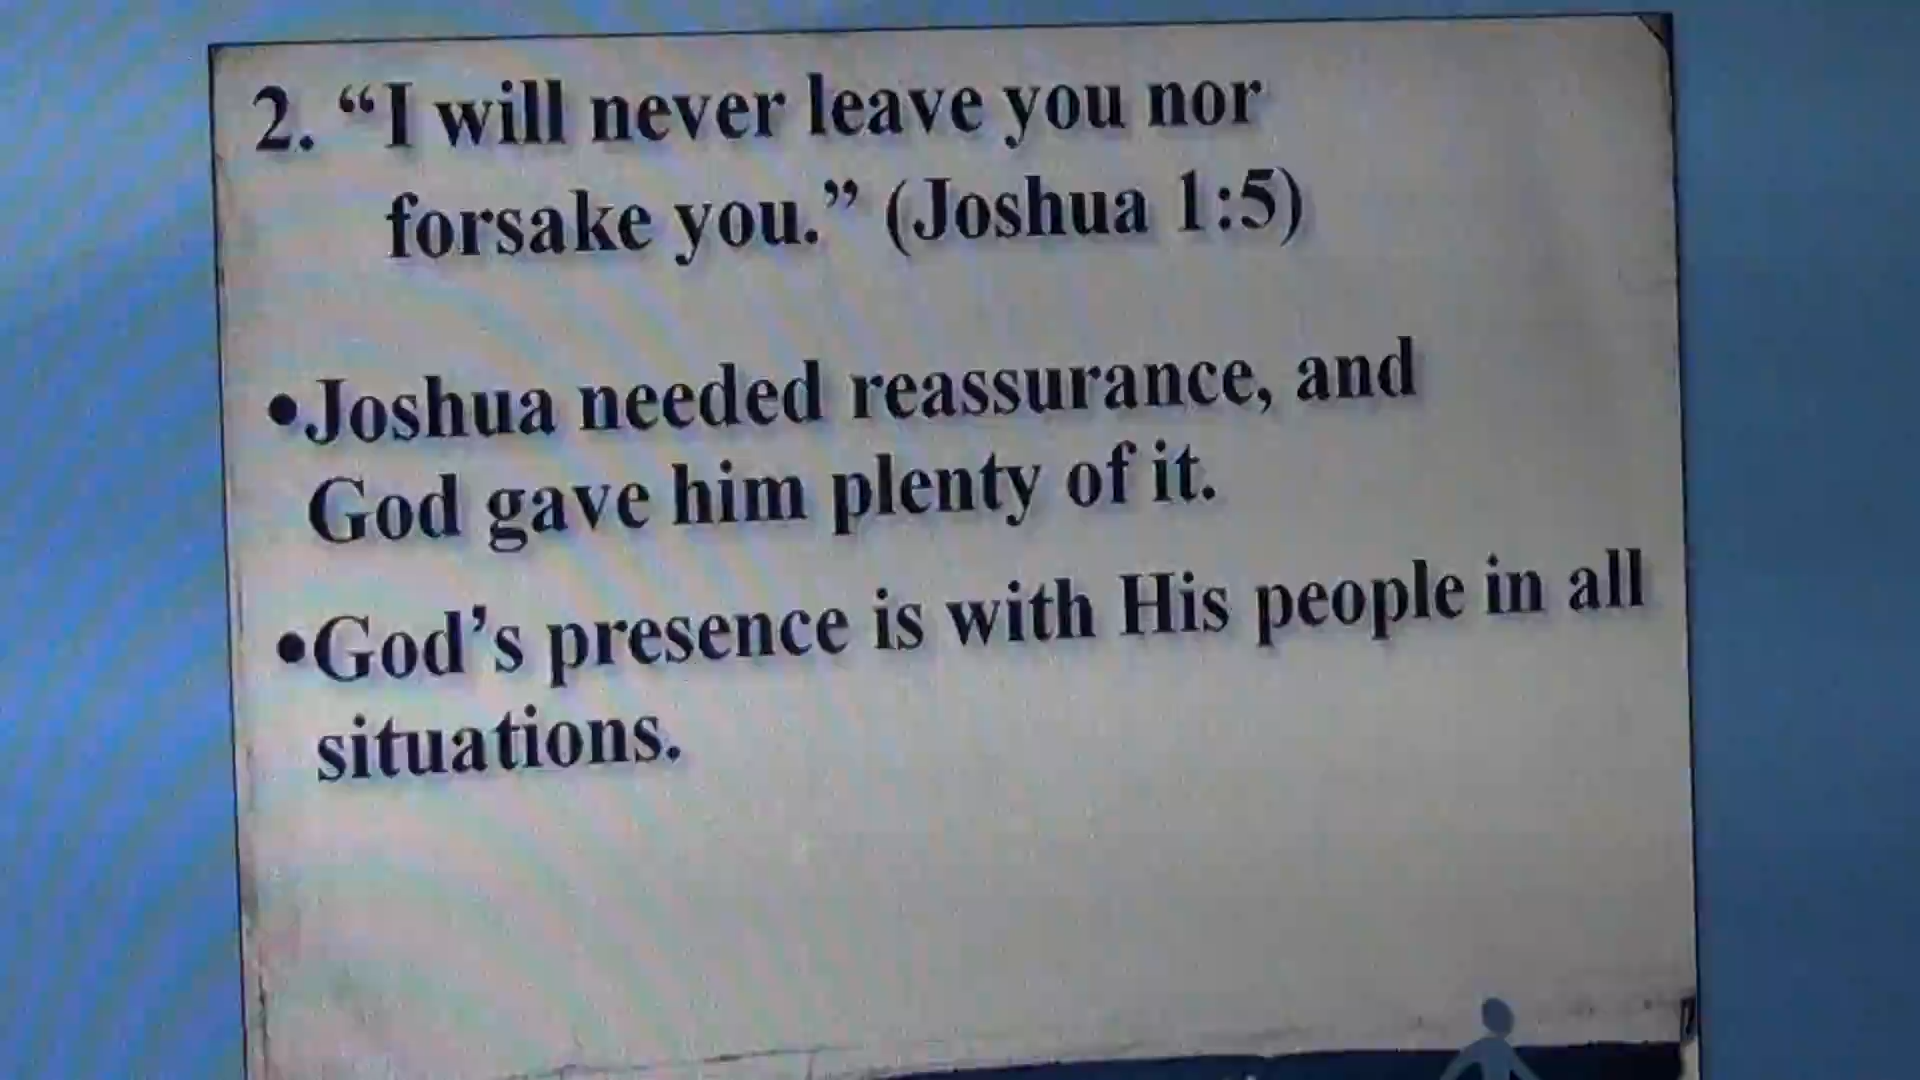 2. “I will never leave you nor
forsake you.” (Joshua 1:5)
•Joshua needed reassurance, and
God gave him plenty of it.
•God’s presence is with His people in all
situations.